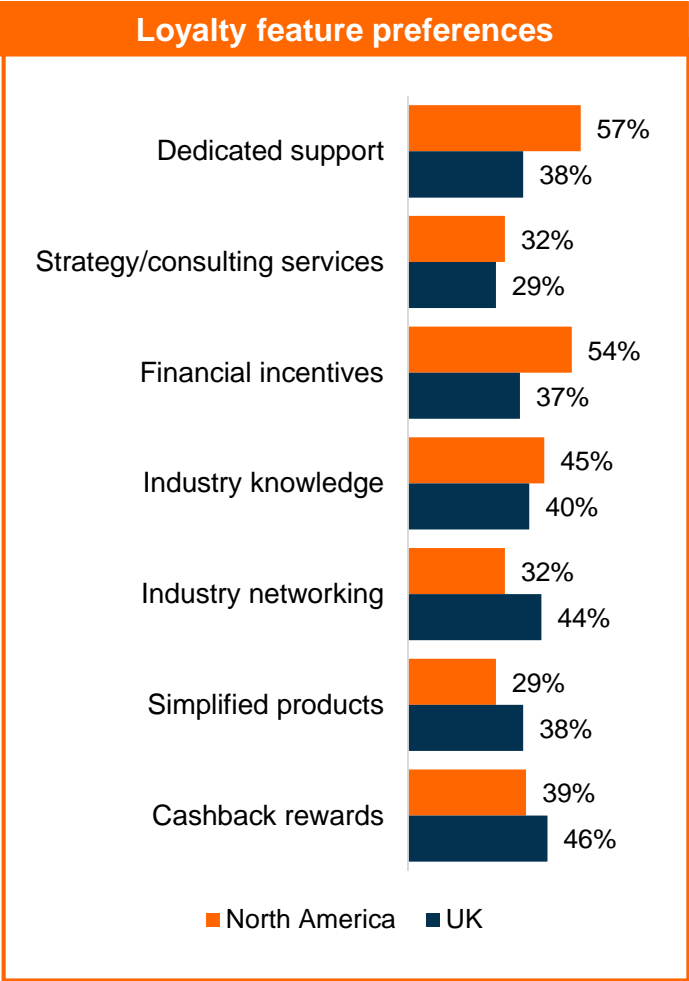 Loyalty feature preferences
Dedicated support
57%
38%
Strategy/consulting services
32%
29%
Financial incentives
54%
37%
Industry knowledge
45%
40%
Industry networking
32%
44%
Simplified products
29%
38%
Cashback rewards
39%
46%
North America UK